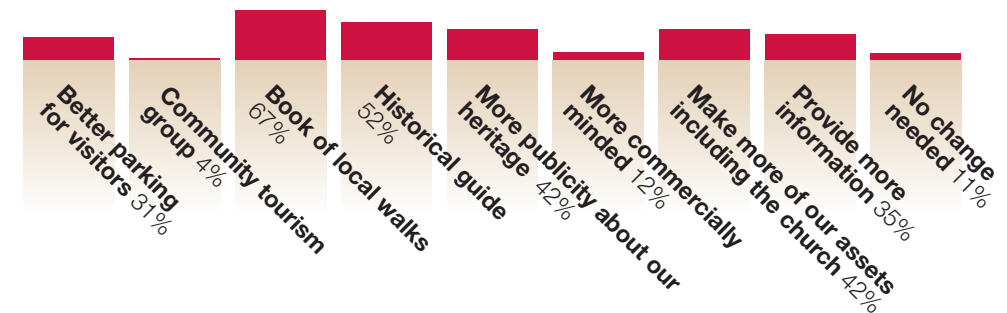 Better parking
for visitors 31%
Community tourism
group 4%
Book of local walks
67%
Historical guide
52%
More publicity about our
heritage 42%
More commercially
minded 12%
Make more of our assets
including the church 42%
Provide more
information 35%
No change
needed 11%